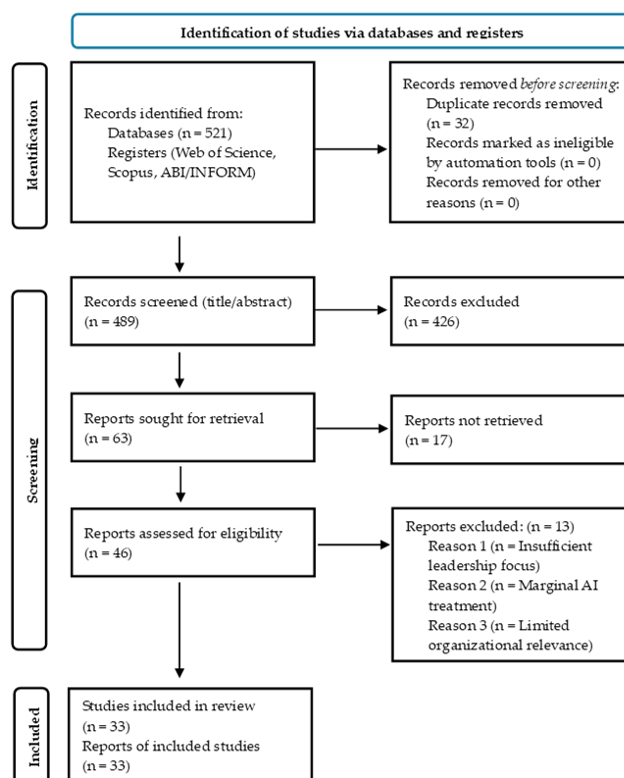 Identification of studies via databases and registers
Identification
Records identified from:
Databases (n = 521)
Registers (Web of Science,
Scopus, ABI/INFORM)
Records removed before screening:
Duplicate records removed
(n = 32)
Records marked as ineligible
by automation tools (n = 0)
Records removed for other
reasons (n = 0)
Screening
Records screened (title/abstract)
(n = 489)
Records excluded
(n = 426)
Reports sought for retrieval
(n = 63)
Reports not retrieved
(n = 17)
Reports assessed for eligibility
(n = 46)
Reports excluded: (n = 13)
Reason 1 (n = Insufficient
leadership focus)
Reason 2 (n = Marginal AI
treatment)
Reason 3 (n = Limited
organizational relevance)
Included
Studies included in review
(n = 33)
Reports of included studies
(n = 33)